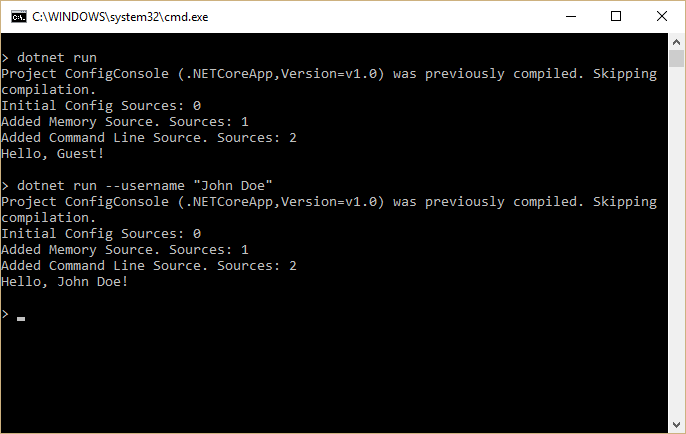 C:\WINDOWS\system32\cmd.exe
> dotnet run
Project ConfigConsole (.NETCoreApp,Version=v1.0) was previously compiled. Skipping
compilation.
Initial Config Sources: 0
Added Memory Source. Sources: 1
Added Command Line Source. Sources: 2
Hello, Guest!
> dotnet run --username "John Doe"
Project ConfigConsole (.NETCoreApp,Version=v1.0) was previously compiled. Skipping
compilation.
Initial Config Sources: 0
Added Memory Source. Sources: 1
Added Command Line Source. Sources: 2
Hello, John Doe!
> _